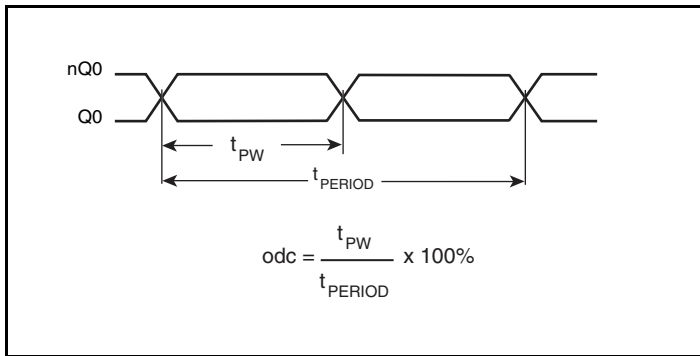 nQ0
Q0
tPW
tPERIOD
odc = tPW / tPERIOD x 100%